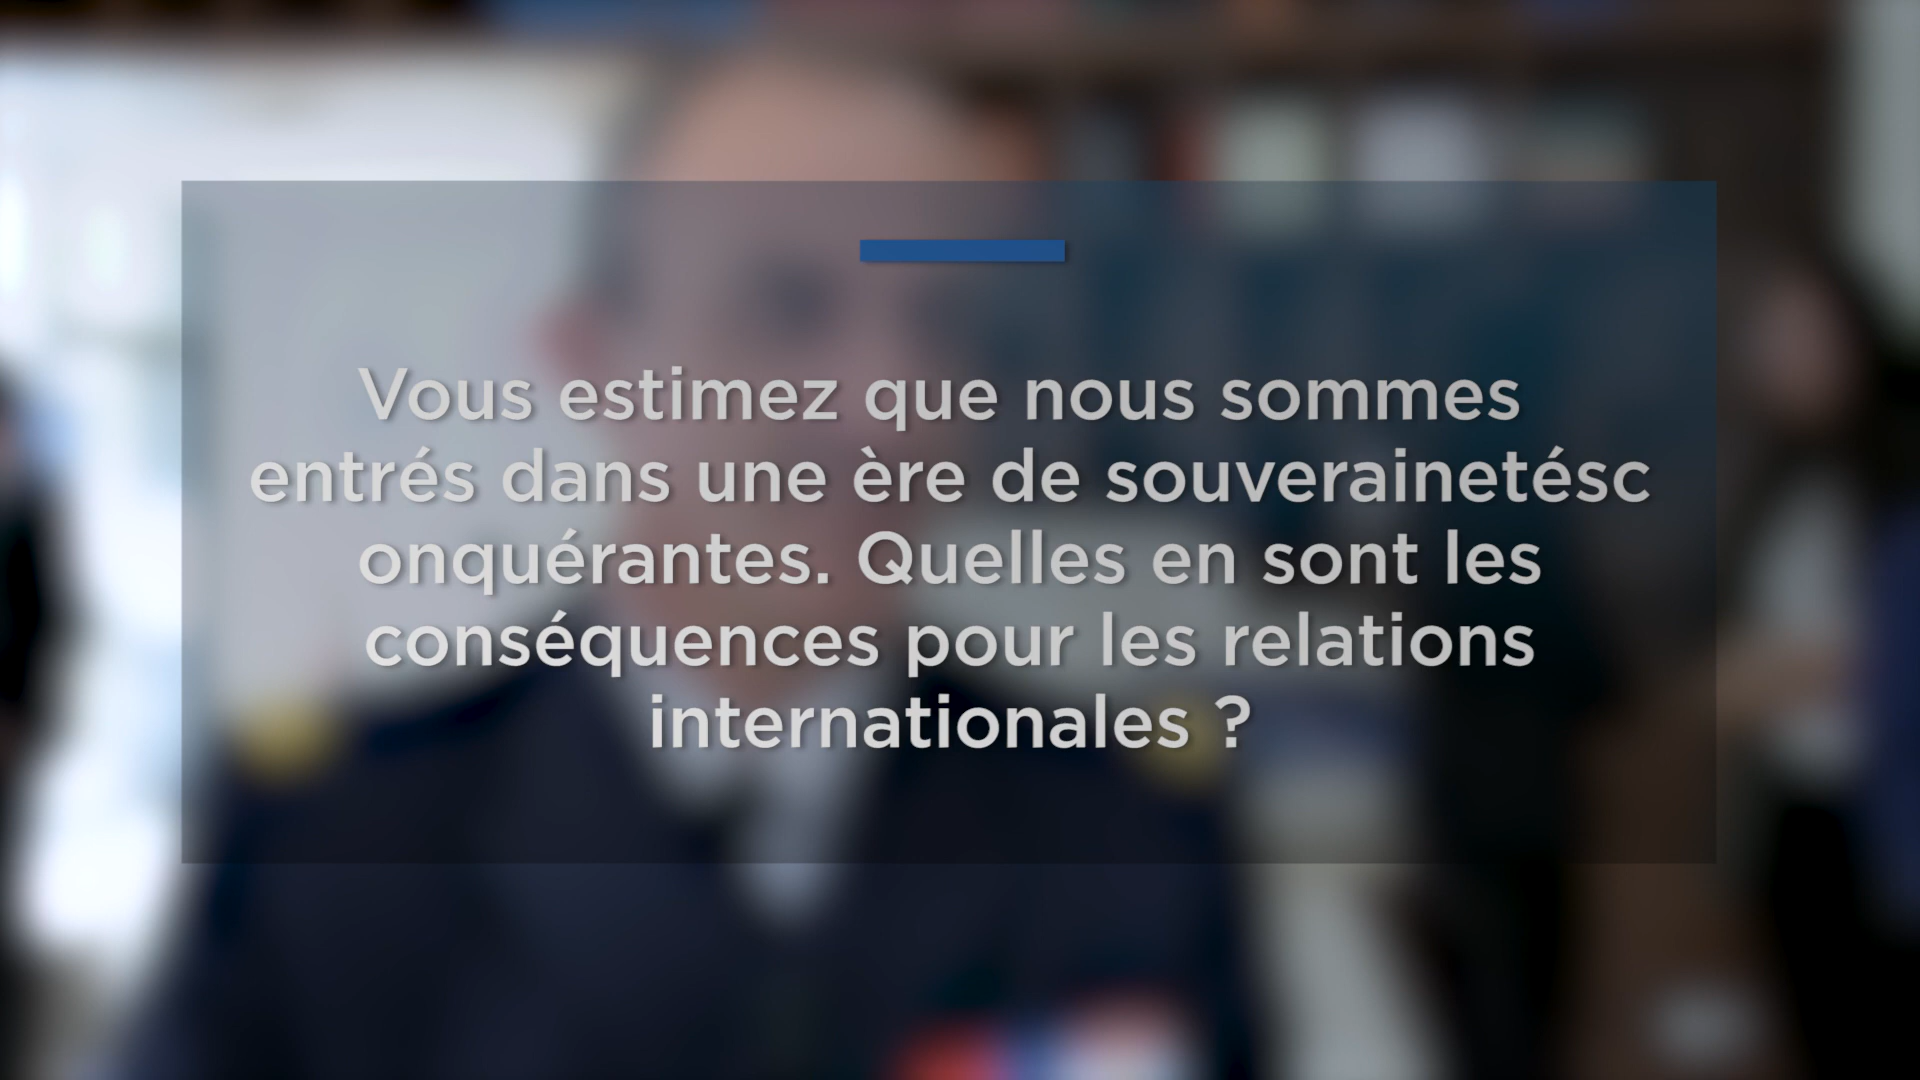 Vous estimez que nous sommes
entrés dans une ère de souverainetésc
onquérantes. Quelles en sont les
conséquences pour les relations
internationales ?